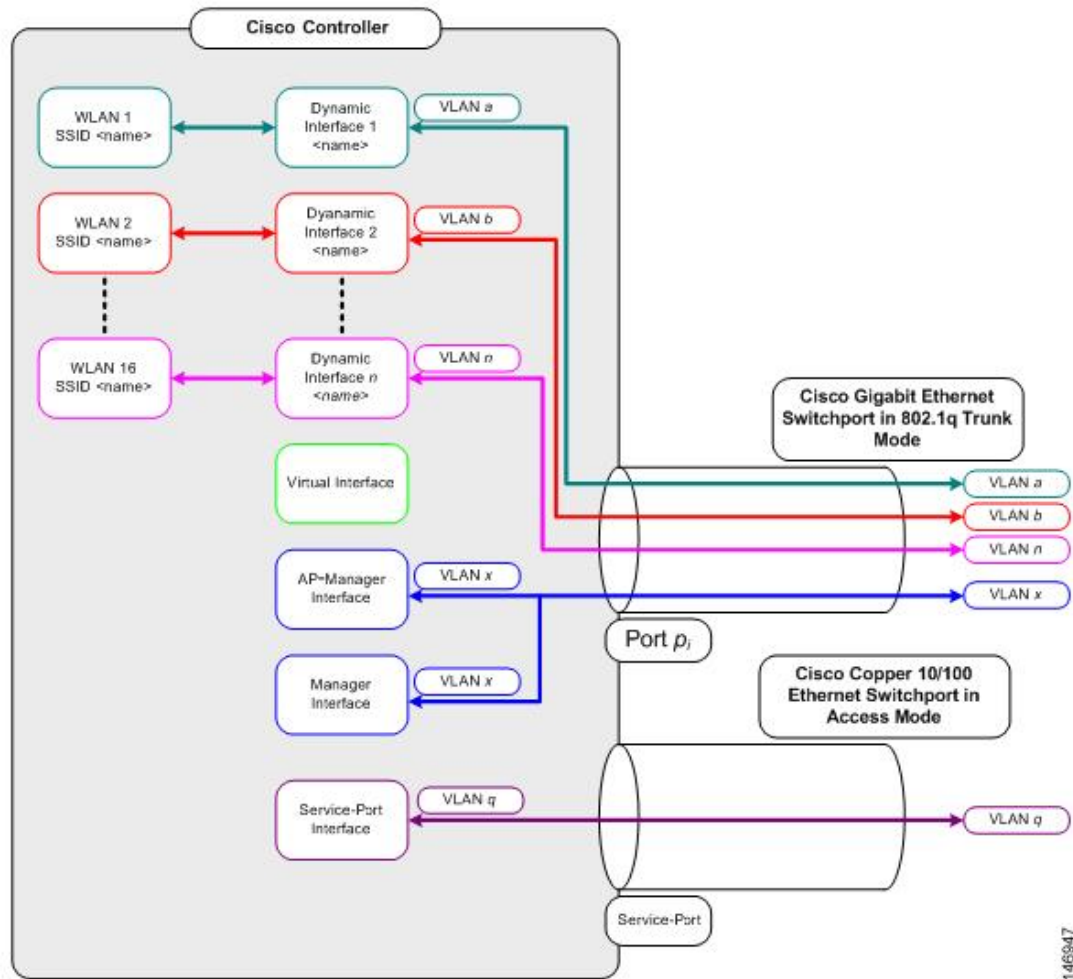 Cisco Controller
WLAN 1
SSID <name>
Dynamic
Interface 1
<name>
VLAN a
WLAN 2
SSID <name>
Dyanamic
Interface 2
<name>
VLAN b
WLAN 16
SSID <name>
Dynamic
Interface n
<name>
VLAN n
Virtual Interface
AP-Manager
Interface
VLAN x
Manager
Interface
VLAN x
Service-Port
Interface
VLAN q
Cisco Gigabit Ethernet
Switchport in 802.1q Trunk
Mode
VLAN a
VLAN b
VLAN n
VLAN x
Port pi
Cisco Copper 10/100
Ethernet Switchport in
Access Mode
VLAN q
Service-Port
146947